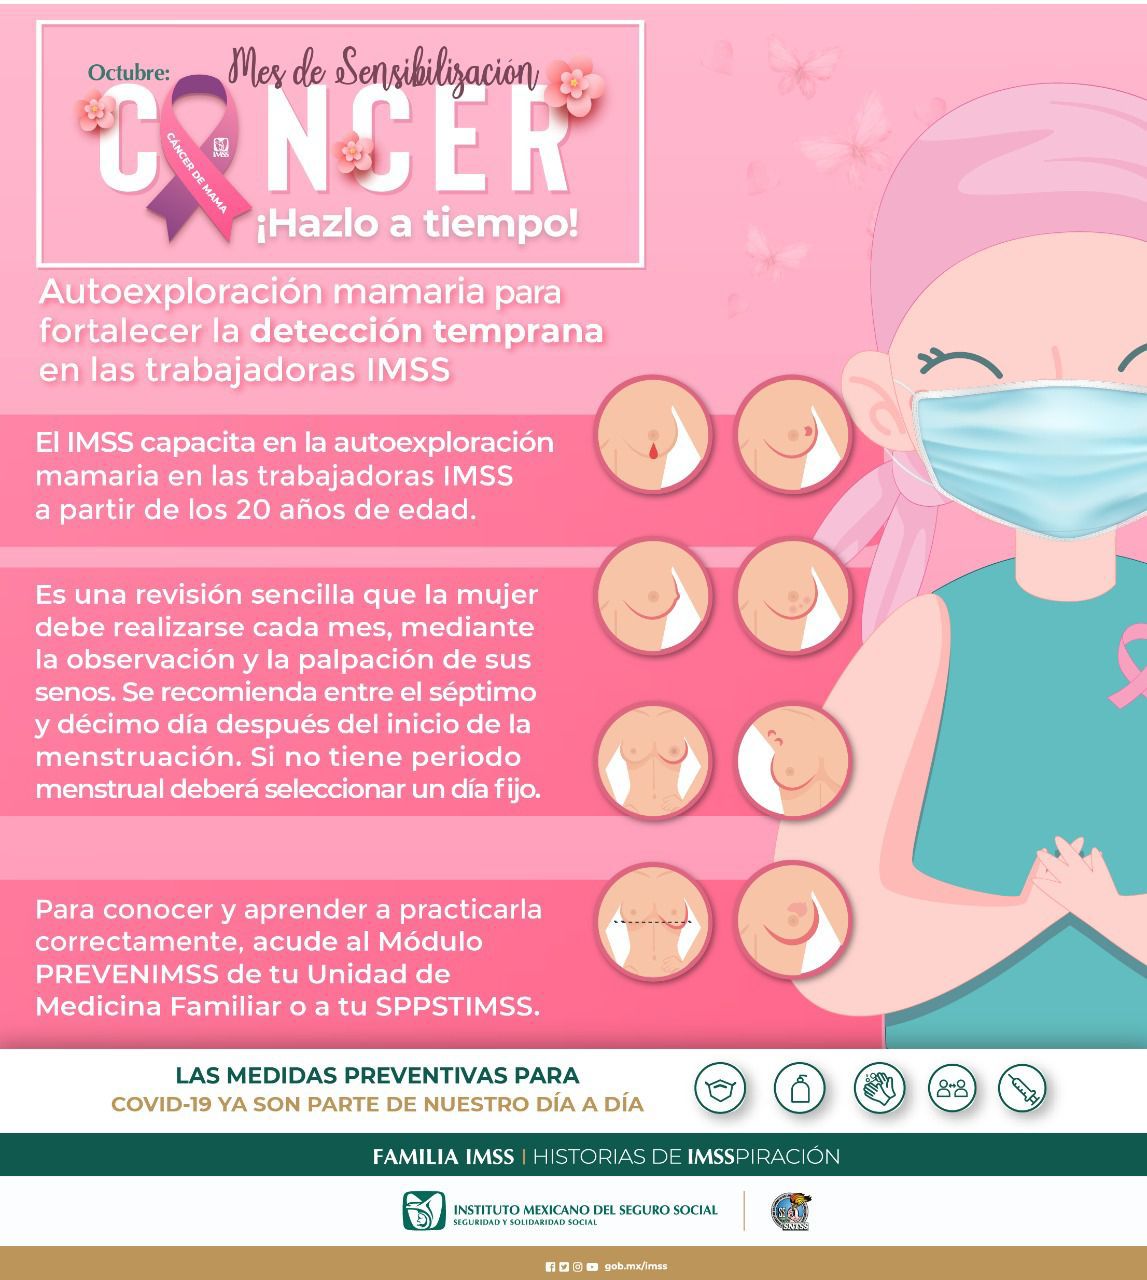 Octubre:
Mes de Sensibilización
CÁNCER
CÁNCER DE MAMA
IMSS
¡Hazlo a tiempo!
Autoexploración mamaria para
fortalecer la detección temprana
en las trabajadoras IMSS
El IMSS capacita en la autoexploración
mamaria en las trabajadoras IMSS
a partir de los 20 años de edad.
Es una revisión sencilla que la mujer
debe realizarse cada mes, mediante
la observación y la palpación de sus
senos. Se recomienda entre el séptimo
y décimo día después del inicio de la
menstruación. Si no tiene periodo
menstrual deberá seleccionar un día fijo.
Para conocer y aprender a practicarla
correctamente, acude al Módulo
PREVENIMSS de tu Unidad de
Medicina Familiar o a tu SPPSTIMSS.
LAS MEDIDAS PREVENTIVAS PARA
COVID-19 YA SON PARTE DE NUESTRO DÍA A DÍA
FAMILIA IMSS | HISTORIAS DE IMSSPIRACIÓN
INSTITUTO MEXICANO DEL SEGURO SOCIAL
SEGURIDAD Y SOLIDARIDAD SOCIAL
SNTSS
gob.mx/imss